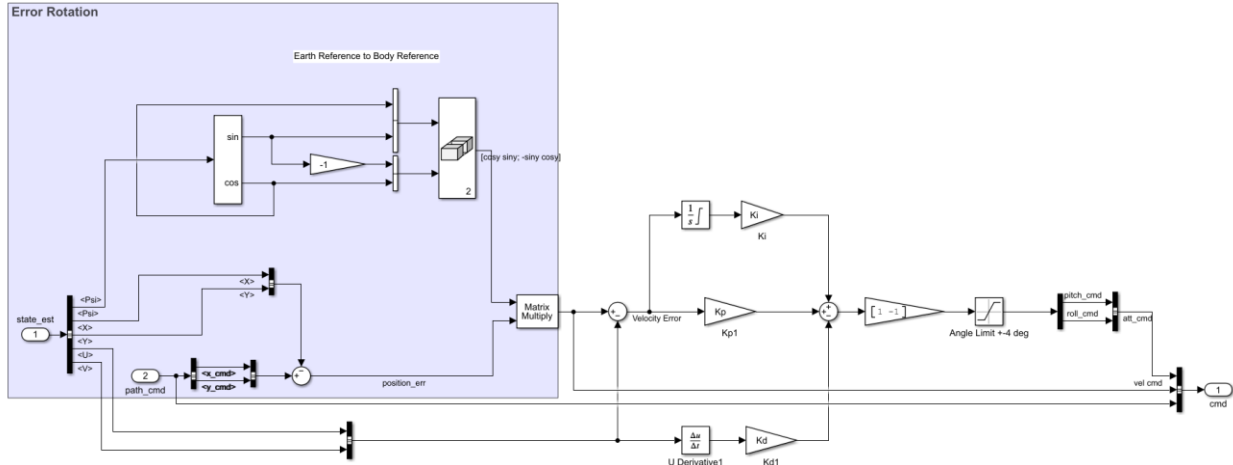 Error Rotation
Earth Reference to Body Reference
sin
cos
-1
2
[cosy siny; -siny cosy]
<Psi>
<Psi>
<X>
<Y>
<U>
<V>
<X>
<Y>
state_est
1
2
path_cmd
<x_cmd>
<y_cmd>
+
-
position_err
Matrix
Multiply
+
-
Velocity Error
1
s
Ki
Ki
Kp
Kp1
+
+
-
[ 1 -1 ]
Angle Limit +-4 deg
pitch_cmd
roll_cmd
att_cmd
vel cmd
1
cmd
Δu
Δt
U Derivative1
Kd
Kd1